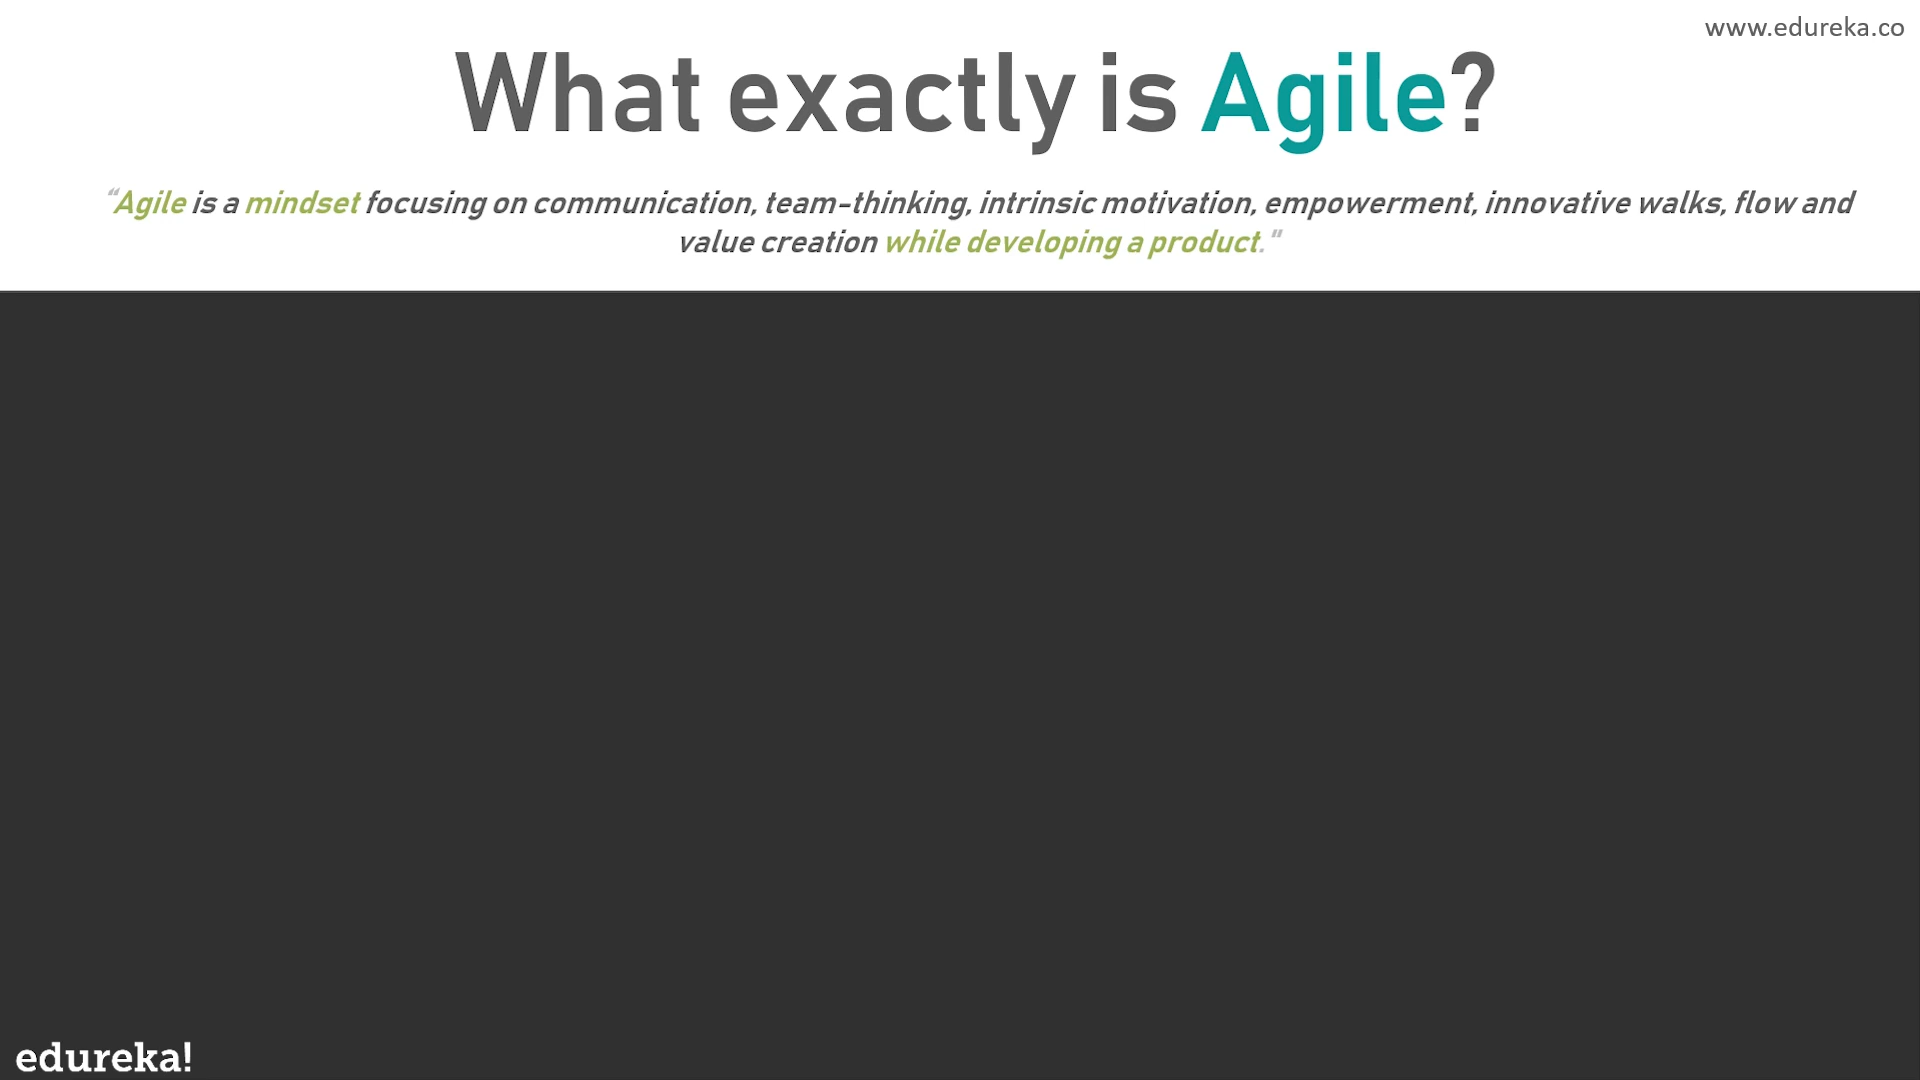 www.edureka.co
What exactly is Agile?
“Agile is a mindset focusing on communication, team-thinking, intrinsic motivation, empowerment, innovative walks, flow and
value creation while developing a product."
edureka!